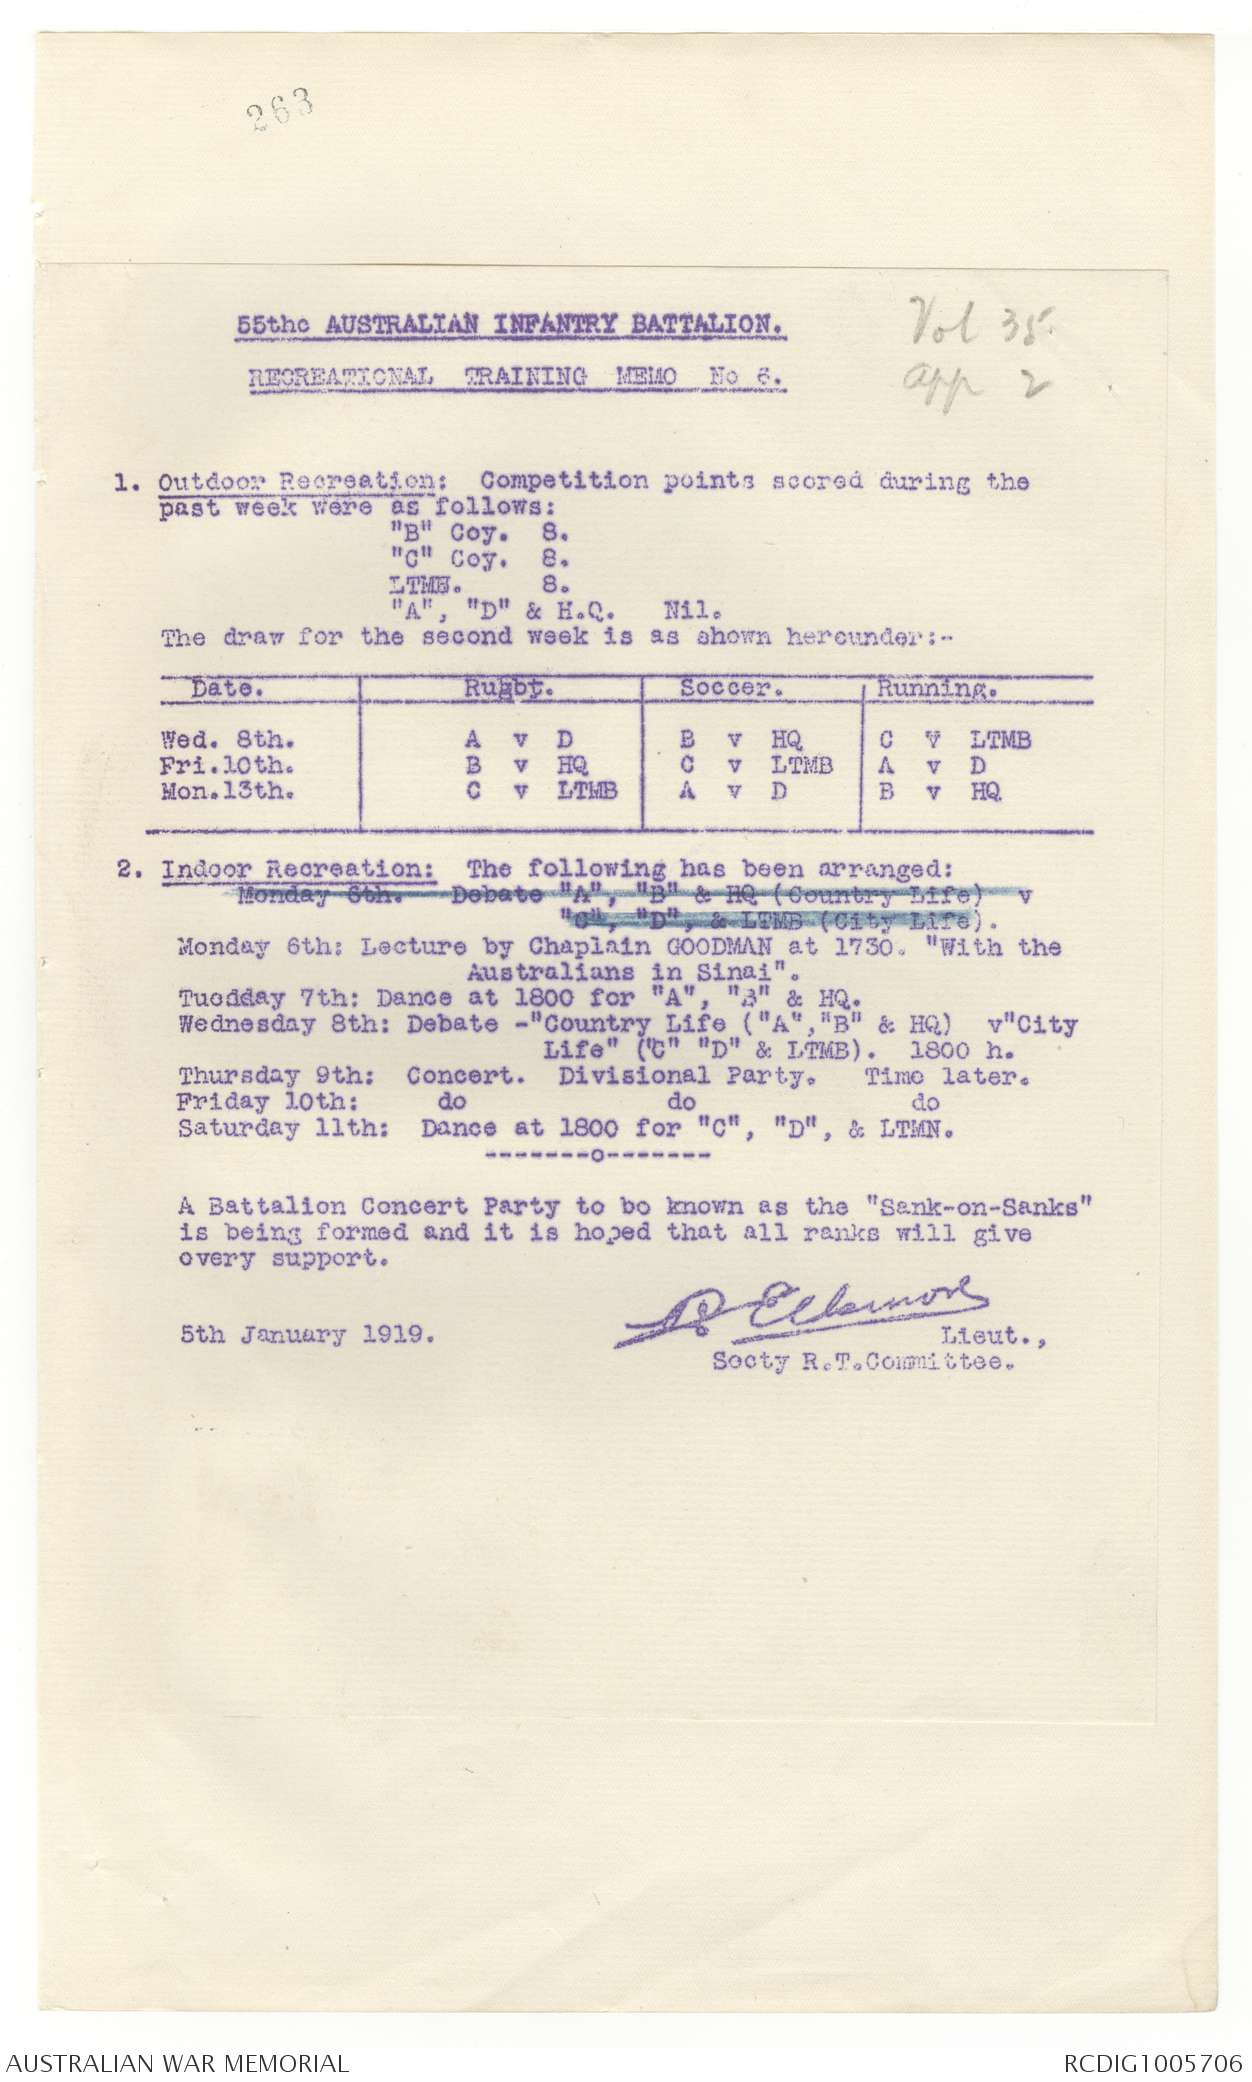 263
Vol 35.
App 2
55the AUSTRALIAN INFANTRY BATTALION.
RECREATIONAL TRAINING MEMO No 6.
1. Outdoor Recreation: Competition points scored during the
past week were as follows:
"B" Coy. 8.
"C" Coy. 8.
LTMB. 8.
"A", "D" & H.Q. Nil.
The draw for the second week is as shown hereunder:-
Date. Rugby. Soccer. Running.
Wed. 8th. A v D B v HQ C v LTMB
Fri.10th. B v HQ C v LTMB A v D
Mon.13th. C v LTMB A v D B v HQ
2. Indoor Recreation: The following has been arranged:
Monday 6th. Debate "A", "B" & HQ (Country Life) v
"C", "D", & LTMB (City Life).
Monday 6th: Lecture by Chaplain GOODMAN at 1730. "With the
Australians in Sinai".
Tuedday 7th: Dance at 1800 for "A", "B" & HQ.
Wednesday 8th: Debate -"Country Life ("A","B" & HQ) v"City
Life" ("C" "D" & LTMB). 1800 h.
Thursday 9th: Concert. Divisional Party. Time later.
Friday 10th: do do do
Saturday 11th: Dance at 1800 for "C", "D", & LTMN.
-------o-------
A Battalion Concert Party to be known as the "Sank-on-Sanks"
is being formed and it is hoped that all ranks will give
every support.
5th January 1919.
Lieut.,
Secty R.T.Committee.
AUSTRALIAN WAR MEMORIAL
RCDIG1005706